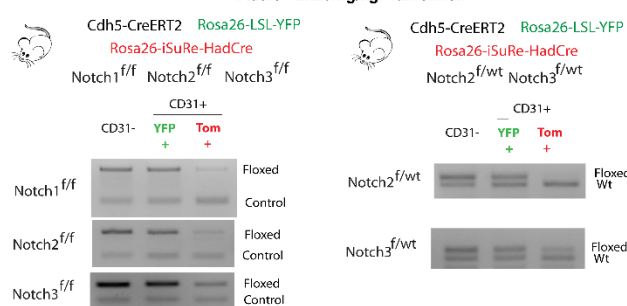 Cdh5-CreERT2 Rosa26-LSL-YFP
Rosa26-iSuRe-HadCre
Notch1f/f Notch2f/f Notch3f/f
CD31+
CD31- YFP Tom
+ +
Notch1f/f Floxed
Control
Notch2f/f Floxed
Control
Notch3f/f Floxed
Control
Cdh5-CreERT2 Rosa26-LSL-YFP
Rosa26-iSuRe-HadCre
Notch2f/wt Notch3f/wt
CD31+
CD31- YFP Tom
+ +
Notch2f/wt Floxed
Wt
Notch3f/wt Floxed
Wt